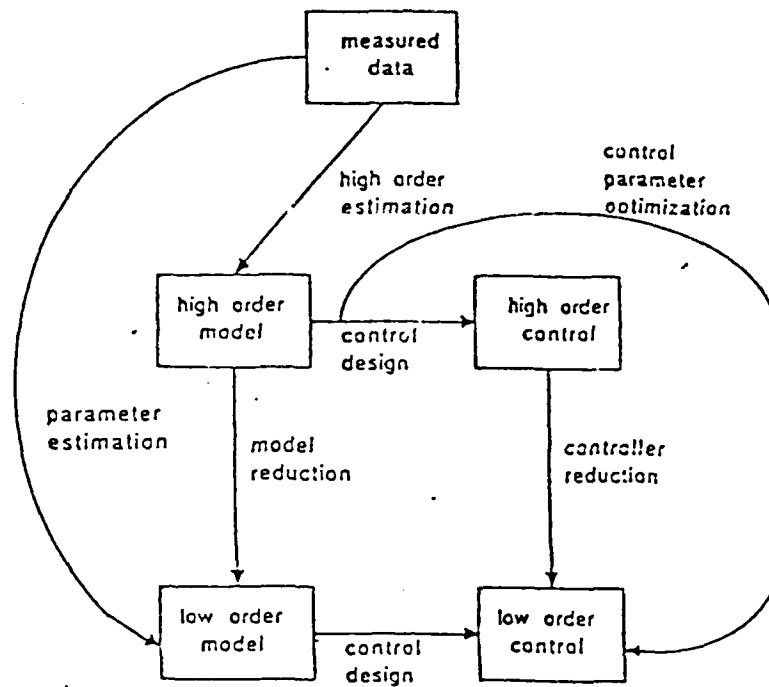 measured
data
high order
estimation
control
parameter
optimization
high order
model
control
design
high order
control
parameter
estimation
model
reduction
controller
reduction
low order
model
control
design
low order
control